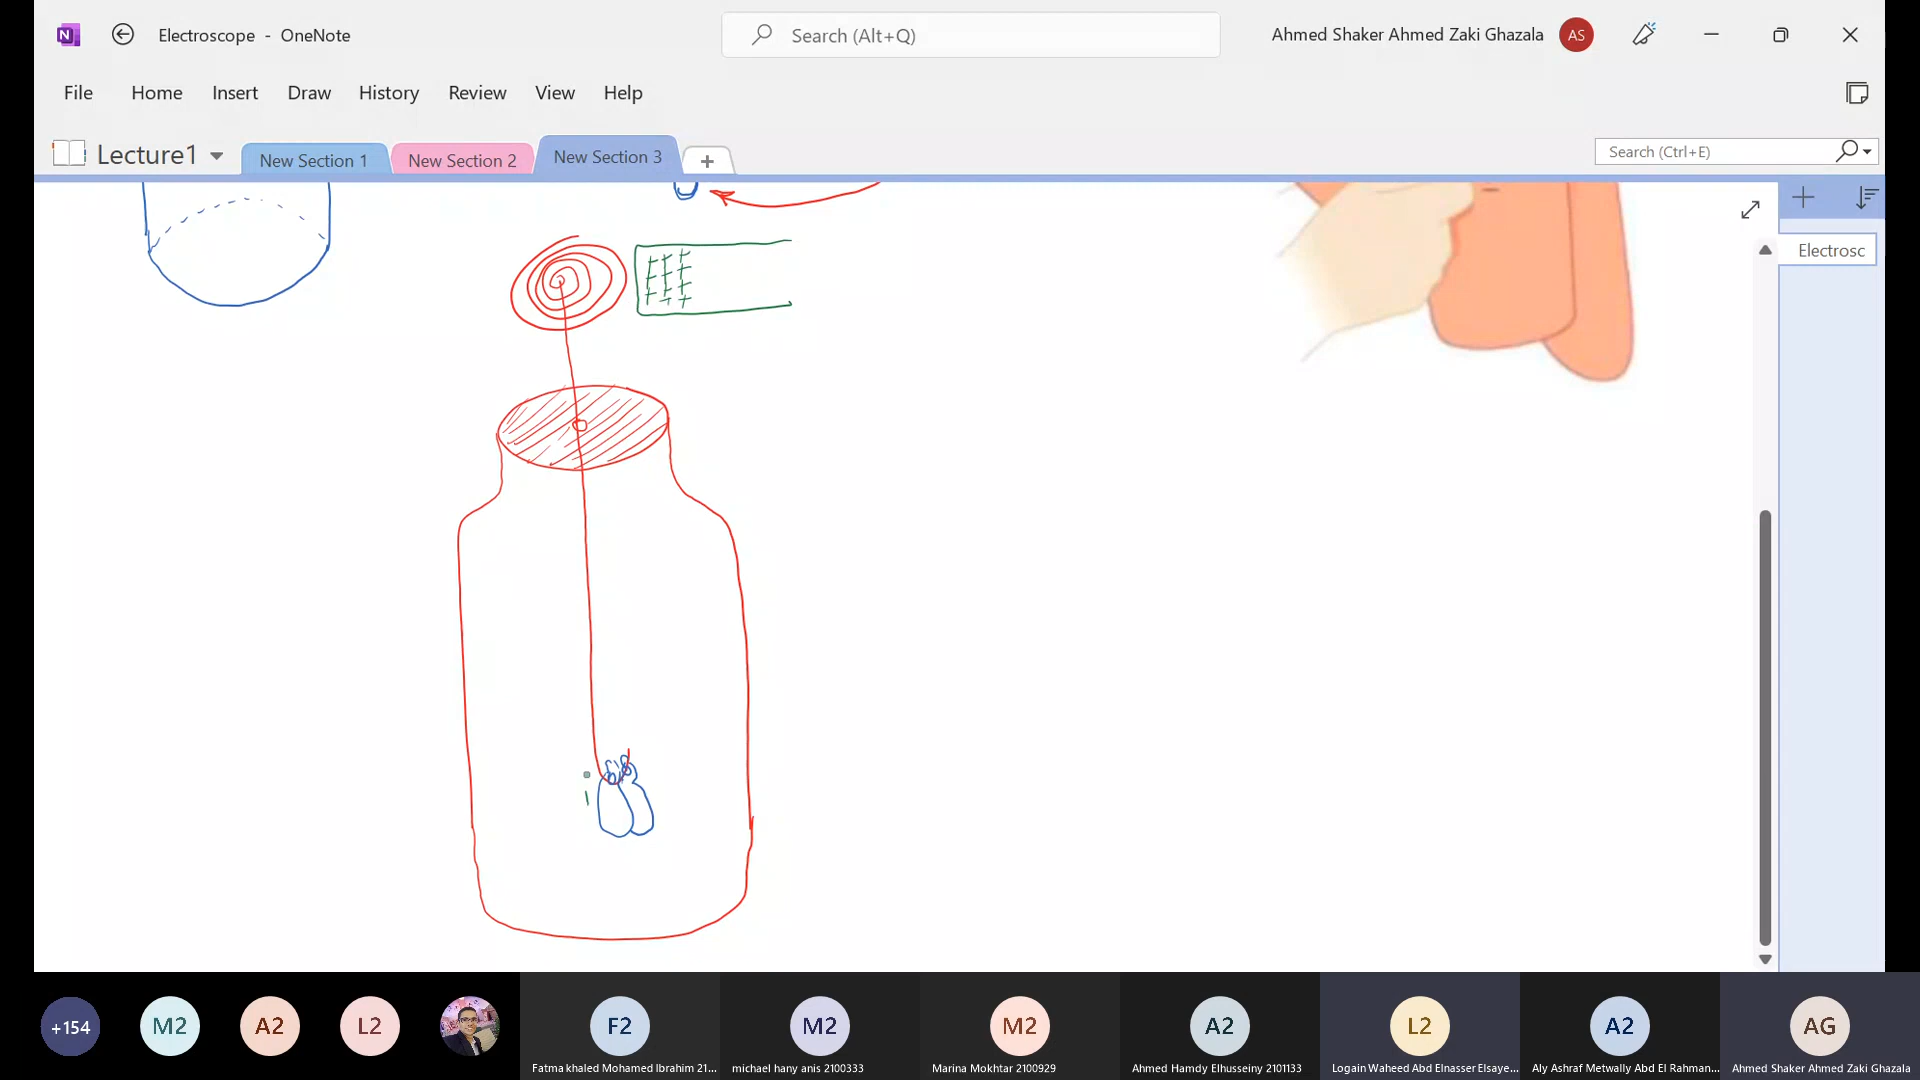 Electroscope - OneNote
Search (Alt+Q)
Ahmed Shaker Ahmed Zaki Ghazala
AS
File Home Insert Draw History Review View Help
Lecture1
New Section 1
New Section 2
New Section 3
Search (Ctrl+E)
Electrosc
+154
M2
A2
L2
F2
M2
M2
A2
L2
A2
AG
Fatma khaled Mohamed Ibrahim 21...
michael hany anis 2100333
Marina Mokhtar 2100929
Ahmed Hamdy Elhusseiny 2101133
Logain Waheed Abd Elnasser Elsaye...
Aly Ashraf Metwally Abd El Rahman...
Ahmed Shaker Ahmed Zaki Ghazala